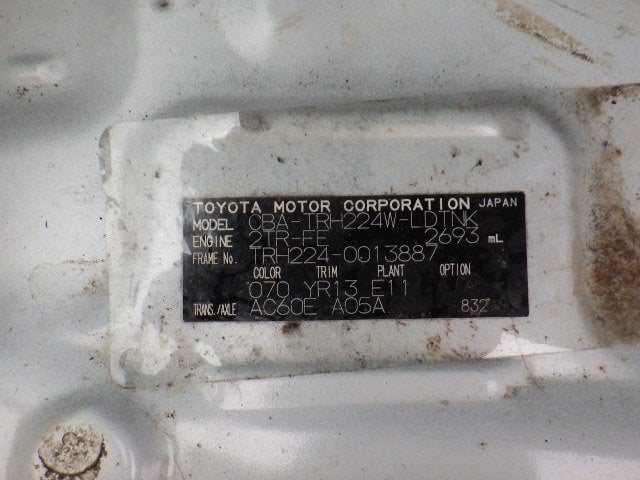 TOYOTA MOTOR CORPORATION JAPAN
MODEL CBA-TRH224W-LDTNK
ENGINE 2TR-FE 2693 mL
FRAME No. TRH224-0013887
COLOR TRIM PLANT OPTION
070 YR13 E11
TRANS./AXLE AC60E A05A 832